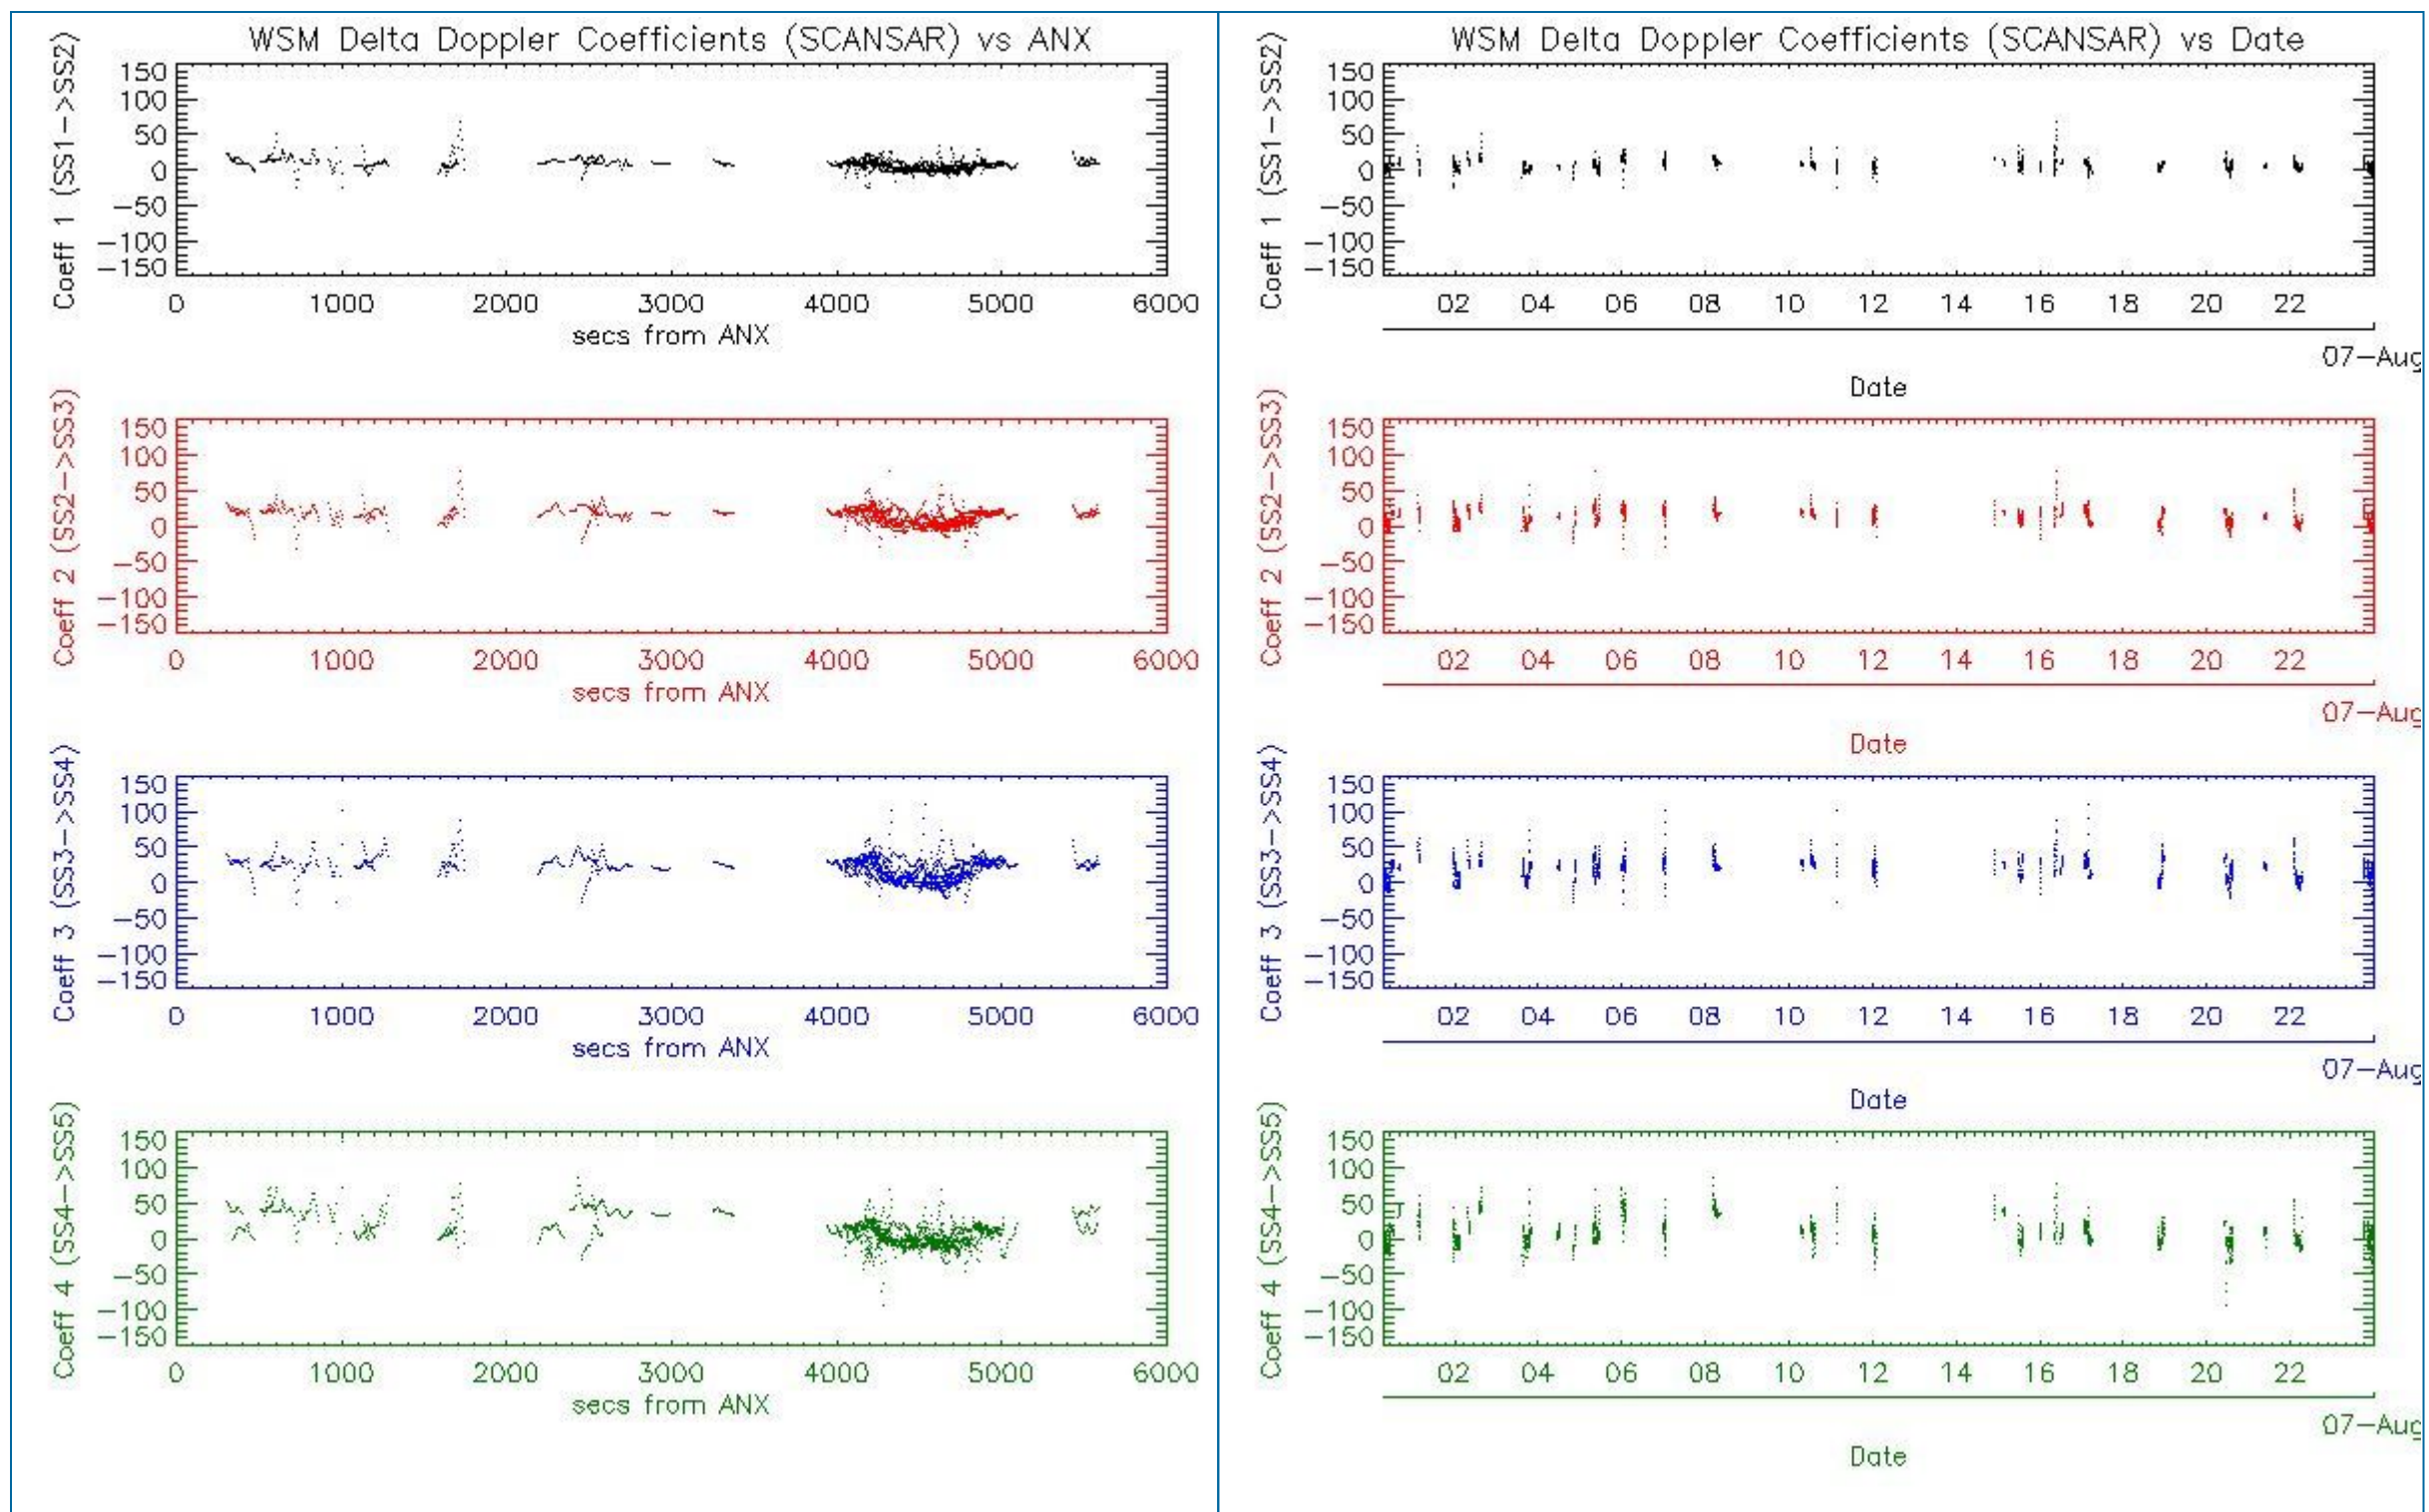 WSM Delta Doppler Coefficients (SCANSAR) vs ANX
Coeff 1 (SS1->SS2)
150
100
50
0
-50
-100
-150
0 1000 2000 3000 4000 5000 6000
secs from ANX
Coeff 2 (SS2->SS3)
150
100
50
0
-50
-100
-150
0 1000 2000 3000 4000 5000 6000
secs from ANX
Coeff 3 (SS3->SS4)
150
100
50
0
-50
-100
-150
0 1000 2000 3000 4000 5000 6000
secs from ANX
Coeff 4 (SS4->SS5)
150
100
50
0
-50
-100
-150
0 1000 2000 3000 4000 5000 6000
secs from ANX
WSM Delta Doppler Coefficients (SCANSAR) vs Date
Coeff 1 (SS1->SS2)
150
100
50
0
-50
-100
-150
02 04 06 08 10 12 14 16 18 20 22
07-Aug
Date
Coeff 2 (SS2->SS3)
150
100
50
0
-50
-100
-150
02 04 06 08 10 12 14 16 18 20 22
07-Aug
Date
Coeff 3 (SS3->SS4)
150
100
50
0
-50
-100
-150
02 04 06 08 10 12 14 16 18 20 22
07-Aug
Date
Coeff 4 (SS4->SS5)
150
100
50
0
-50
-100
-150
02 04 06 08 10 12 14 16 18 20 22
07-Aug
Date